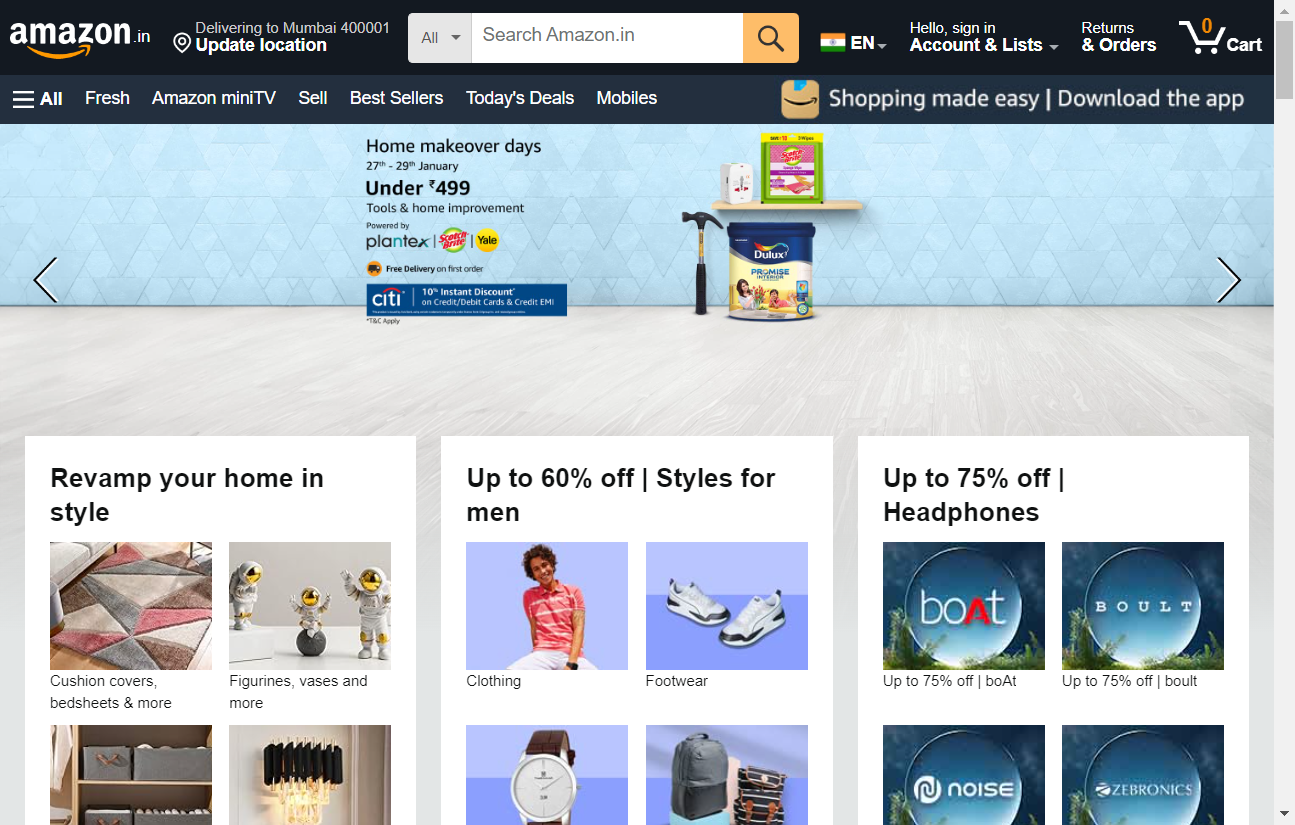 amazon.in
Delivering to Mumbai 400001
Update location
All
Search Amazon.in
EN
Hello, sign in
Account & Lists
Returns
& Orders
0
Cart
All
Fresh
Amazon miniTV
Sell
Best Sellers
Today's Deals
Mobiles
Shopping made easy | Download the app
Home makeover days
27th - 29th January
Under ₹499
Tools & home improvement
Powered by
plantex | Scotch Brite | Yale
Free Delivery on first order
citi
10% Instant Discount*
on Credit/Debit Cards & Credit EMI
*T&C Apply
Scotch Brite
Dulux
PROMISE
INTERIOR
Revamp your home in
style
Cushion covers,
bedsheets & more
Figurines, vases and
more
Up to 60% off | Styles for
men
Clothing
Footwear
Up to 75% off |
Headphones
boAt
BOULT
Up to 75% off | boAt
Up to 75% off | boult
noise
ZEBRONICS